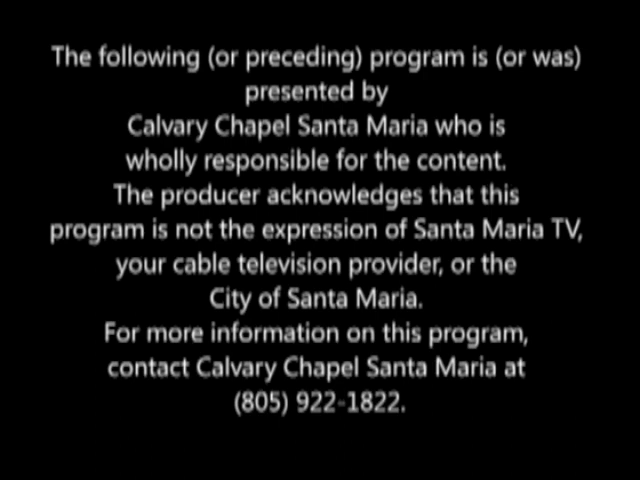 The following (or preceding) program is (or was)
presented by
Calvary Chapel Santa Maria who is
wholly responsible for the content.
The producer acknowledges that this
program is not the expression of Santa Maria TV,
your cable television provider, or the
City of Santa Maria.
For more information on this program,
contact Calvary Chapel Santa Maria at
(805) 922-1822.